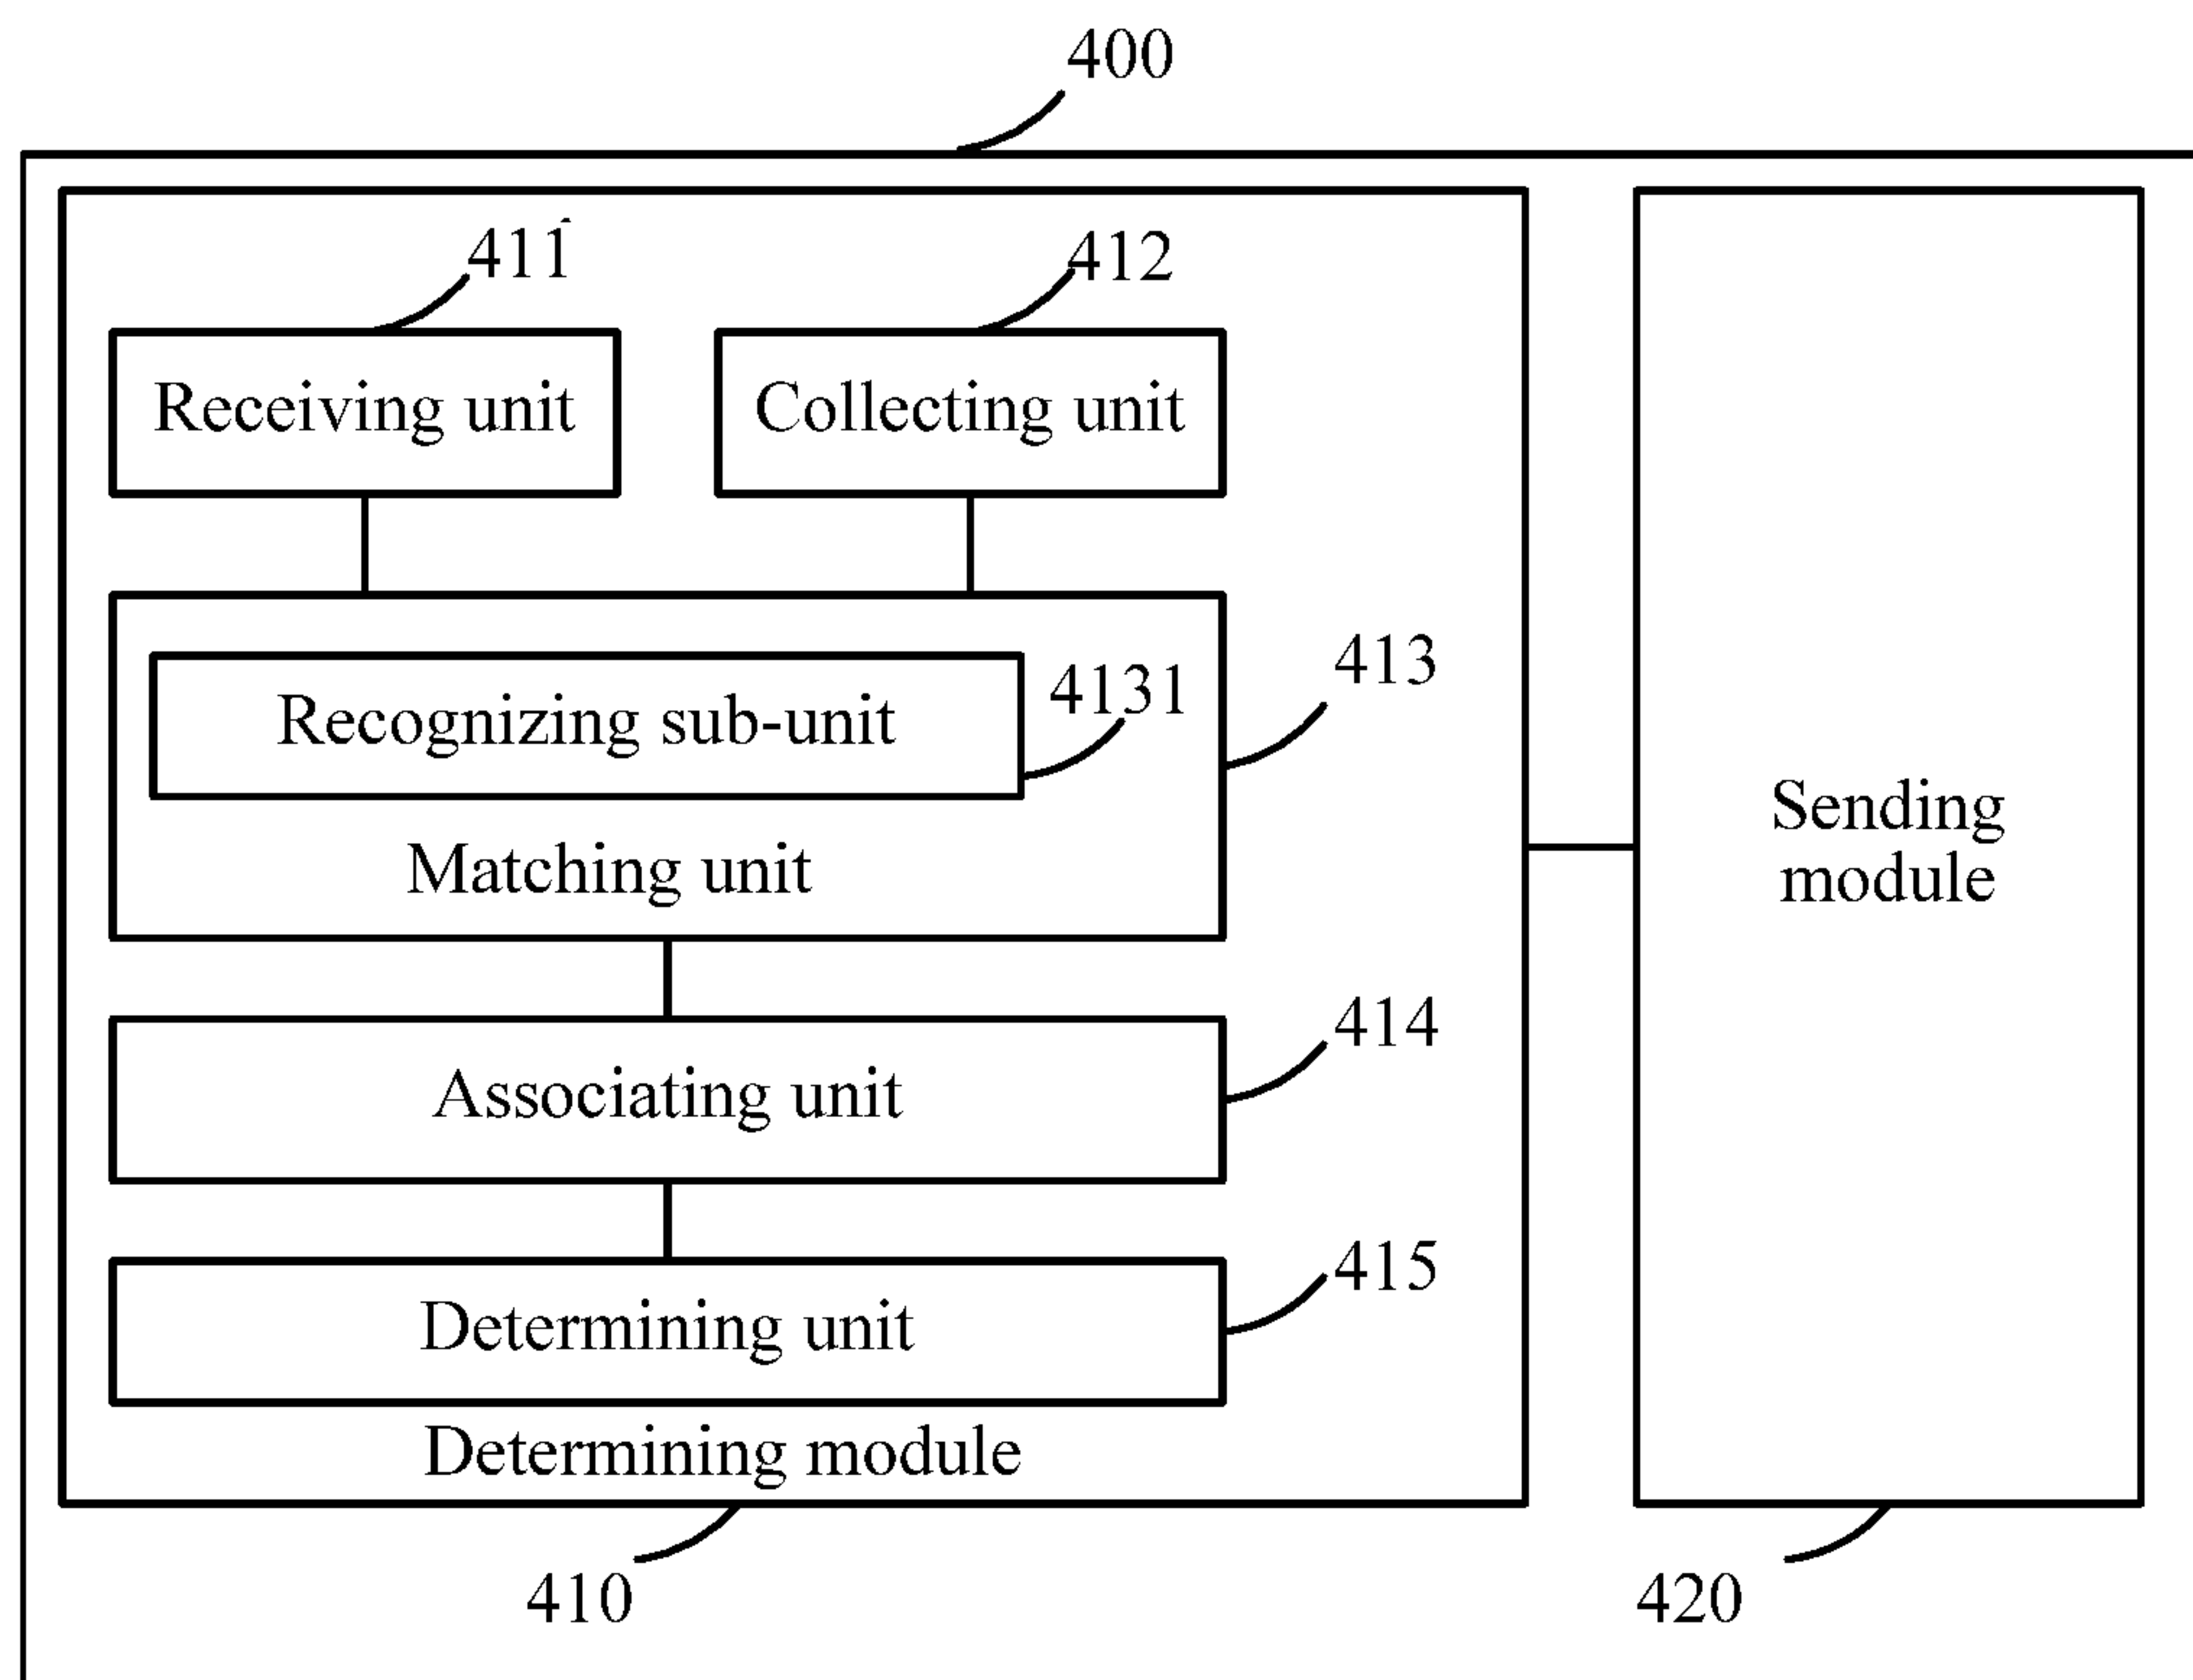 400
411
412
Receiving unit
Collecting unit
413
4131
Recognizing sub-unit
Matching unit
Sending
module
414
Associating unit
415
Determining unit
Determining module
410
420